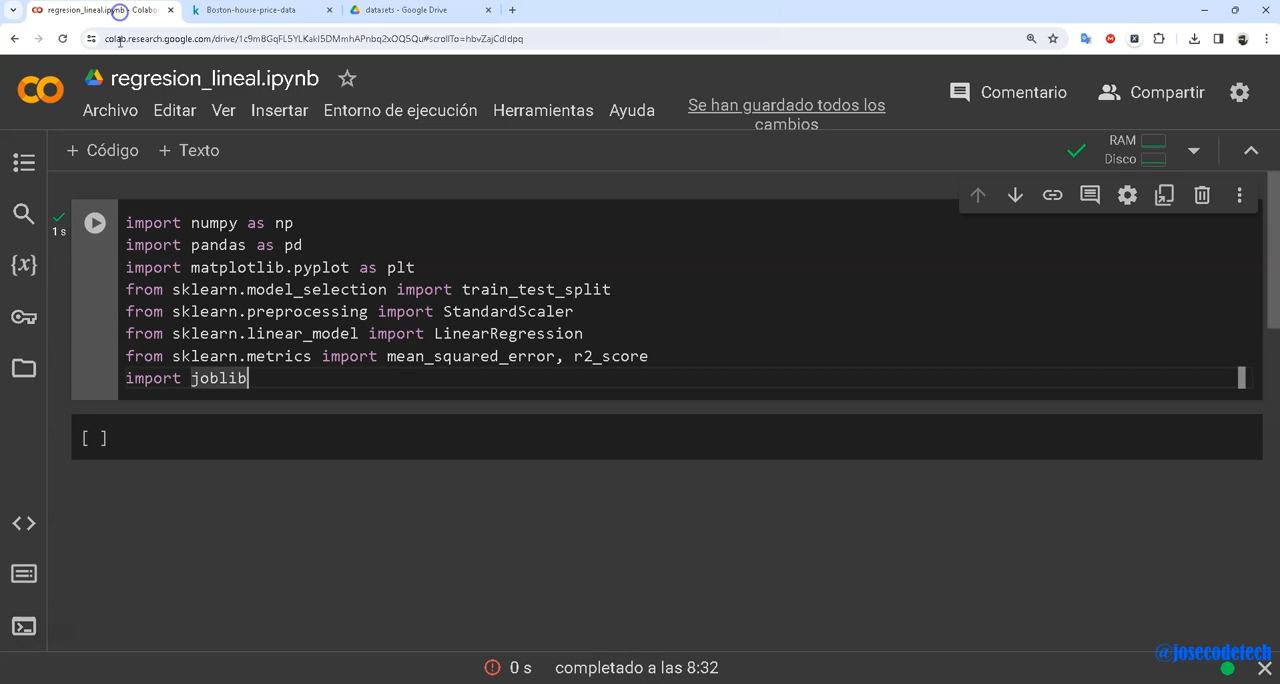 regresion_lineal.ipynb - Colabo
Boston-house-price-data
datasets - Google Drive
colab.research.google.com/drive/1c9m8GqFL5YLKakI5DMmhAPnbq2xOQ5Qu#scrollTo=hbvZajCdIdpq
regresion_lineal.ipynb
Archivo Editar Ver Insertar Entorno de ejecución Herramientas Ayuda
Se han guardado todos los
cambios
Comentario
Compartir
+ Código + Texto
RAM
Disco
1 s
import numpy as np
import pandas as pd
import matplotlib.pyplot as plt
from sklearn.model_selection import train_test_split
from sklearn.preprocessing import StandardScaler
from sklearn.linear_model import LinearRegression
from sklearn.metrics import mean_squared_error, r2_score
import joblib
[ ]
0 s completado a las 8:32
@josecodetech